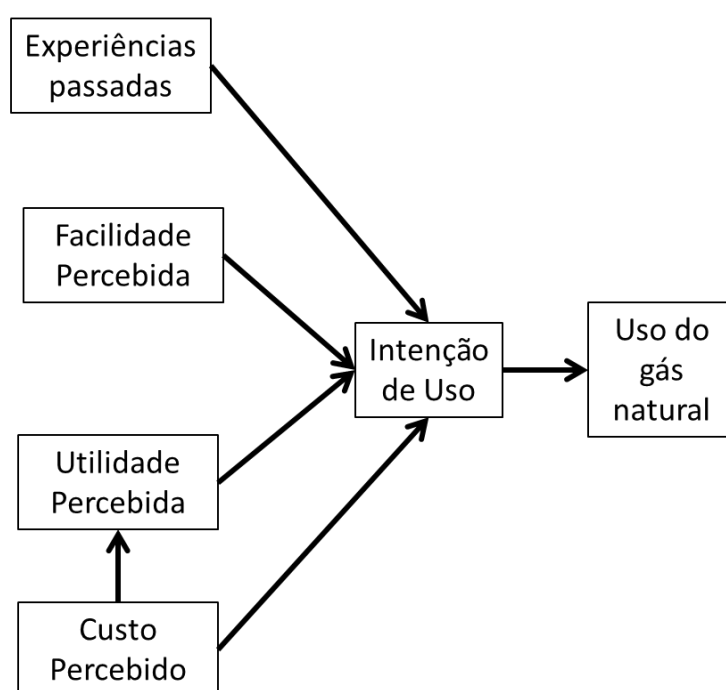 Experiências
passadas
Facilidade
Percebida
Intenção
de Uso
Uso do
gás
natural
Utilidade
Percebida
Custo
Percebido